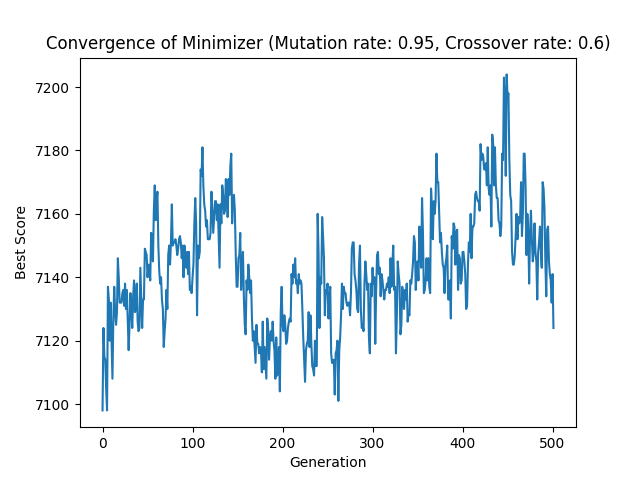 Convergence of Minimizer (Mutation rate: 0.95, Crossover rate: 0.6)
7200
7180
7160
7140
7120
7100
Best Score
0 100 200 300 400 500
Generation